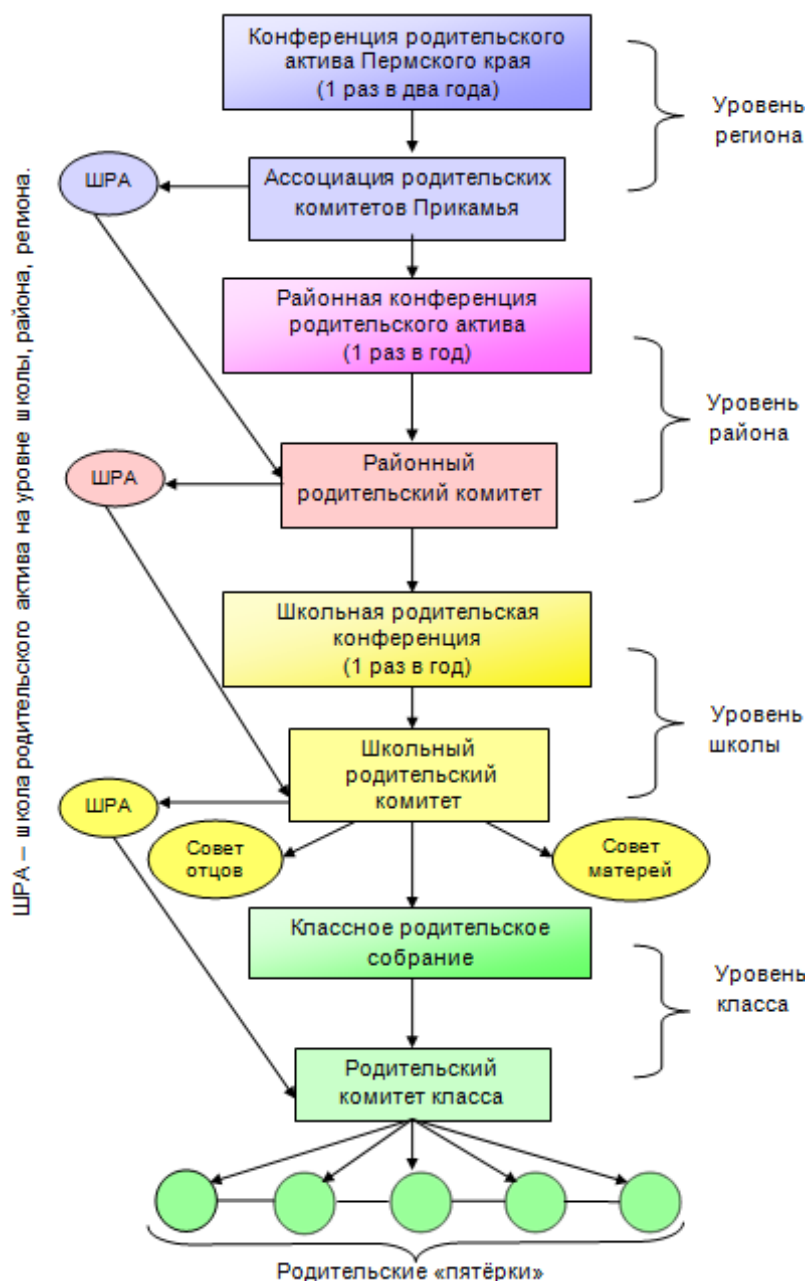 Конференция родительского
актива Пермского края
(1 раз в два года)
Уровень
региона
ШРА
Ассоциация родительских
комитетов Прикамья
Районная конференция
родительского актива
(1 раз в год)
Уровень
района
ШРА
Районный
родительский комитет
Школьная родительская
конференция
(1 раз в год)
Уровень
школы
Школьный
родительский
комитет
ШРА
Совет
отцов
Совет
матерей
Классное родительское
собрание
Уровень
класса
Родительский
комитет класса
Родительские «пятёрки»
ШРА – школа родительского актива на уровне школы, района, региона.